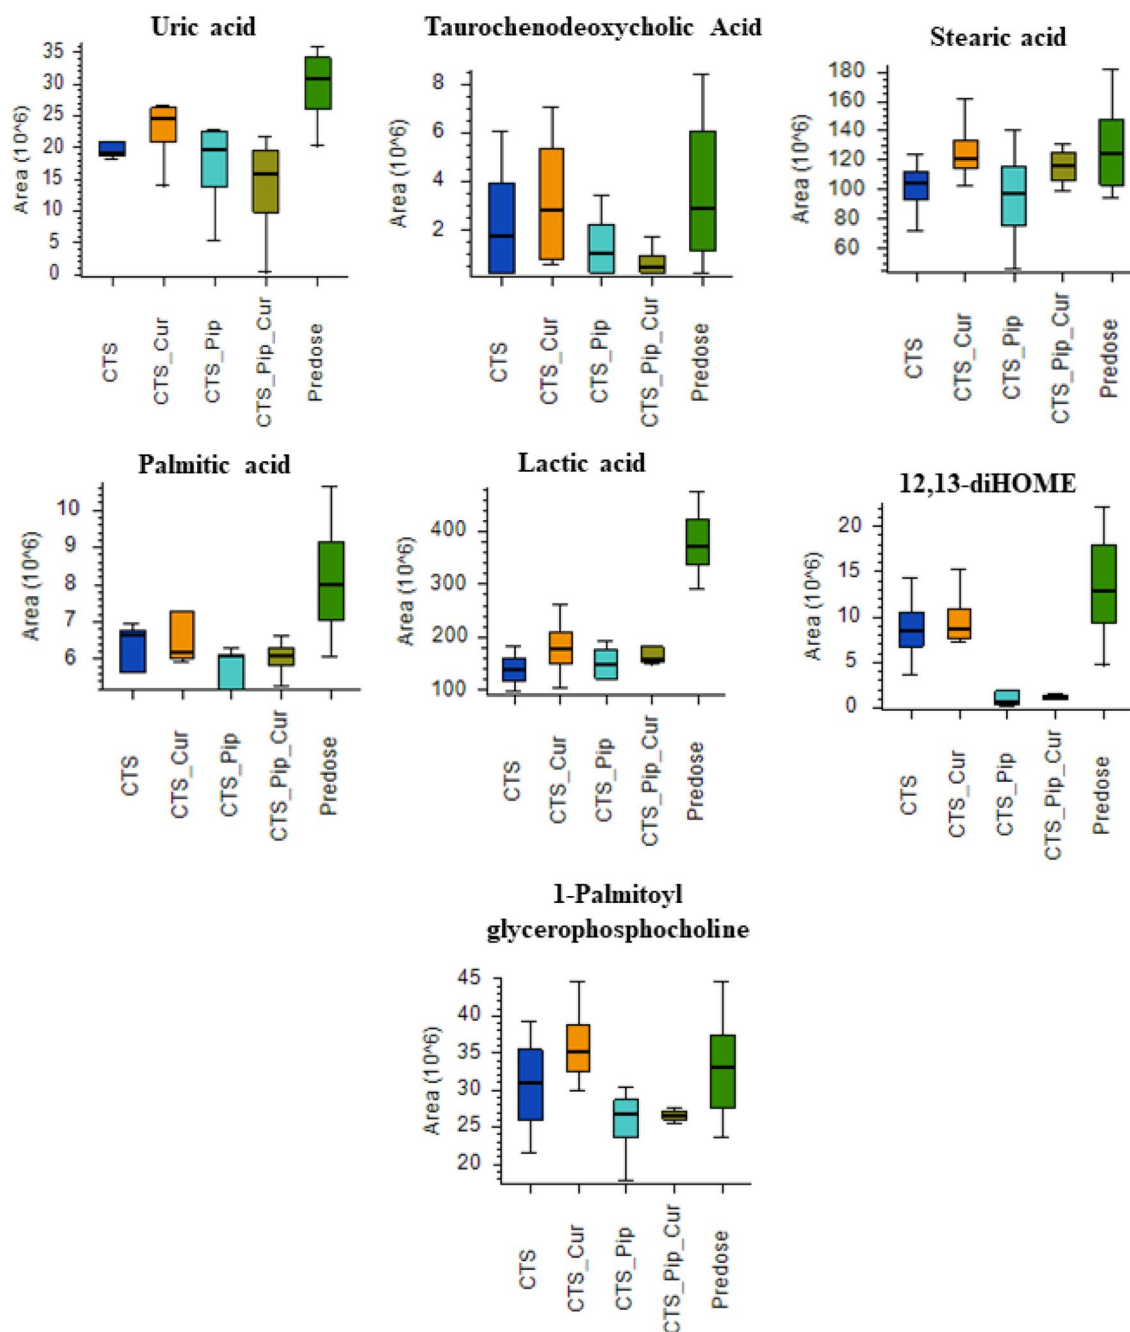 Uric acid
35
30
25
20
15
10
5
0
Area (10^6)
CTS
CTS_Cur
CTS_Pip
CTS_Pip_Cur
Predose
Taurochenodeoxycholic Acid
8
6
4
2
Area (10^6)
CTS
CTS_Cur
CTS_Pip
CTS_Pip_Cur
Predose
Stearic acid
180
160
140
120
100
80
60
Area (10^6)
CTS
CTS_Cur
CTS_Pip
CTS_Pip_Cur
Predose
Palmitic acid
10
9
8
7
6
Area (10^6)
CTS
CTS_Cur
CTS_Pip
CTS_Pip_Cur
Predose
Lactic acid
400
300
200
100
Area (10^6)
CTS
CTS_Cur
CTS_Pip
CTS_Pip_Cur
Predose
12,13-diHOME
20
15
10
5
0
Area (10^6)
CTS
CTS_Cur
CTS_Pip
CTS_Pip_Cur
Predose
1-Palmitoyl
glycerophosphocholine
45
40
35
30
25
20
Area (10^6)
CTS
CTS_Cur
CTS_Pip
CTS_Pip_Cur
Predose